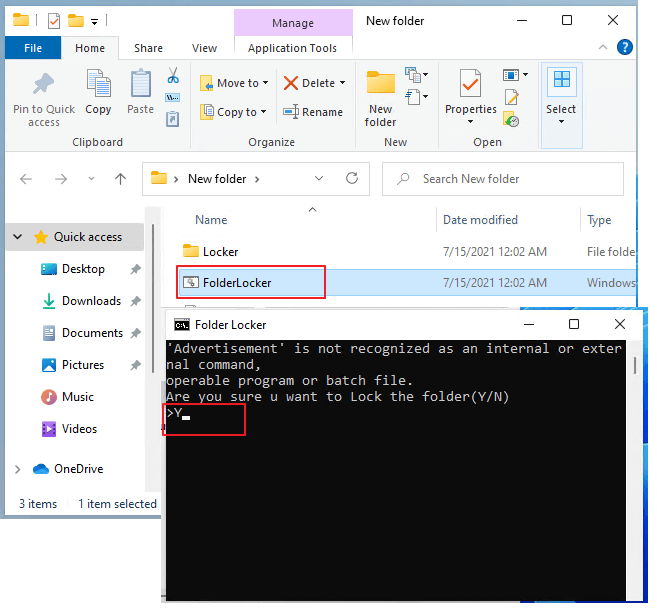 Manage
New folder
File
Home
Share
View
Application Tools
Pin to Quick
access
Copy
Paste
Move to
Copy to
Delete
Rename
New
folder
Properties
Select
Clipboard
Organize
New
Open
New folder
Search New folder
Name
Date modified
Type
Quick access
Desktop
Downloads
Documents
Pictures
Music
Videos
OneDrive
Locker
7/15/2021 12:02 AM
File folde
FolderLocker
7/15/2021 12:02 AM
Windows
3 items
1 item selected
C:\.
Folder Locker
'Advertisement' is not recognized as an internal or exter
nal command,
operable program or batch file.
Are you sure u want to Lock the folder(Y/N)
>Y